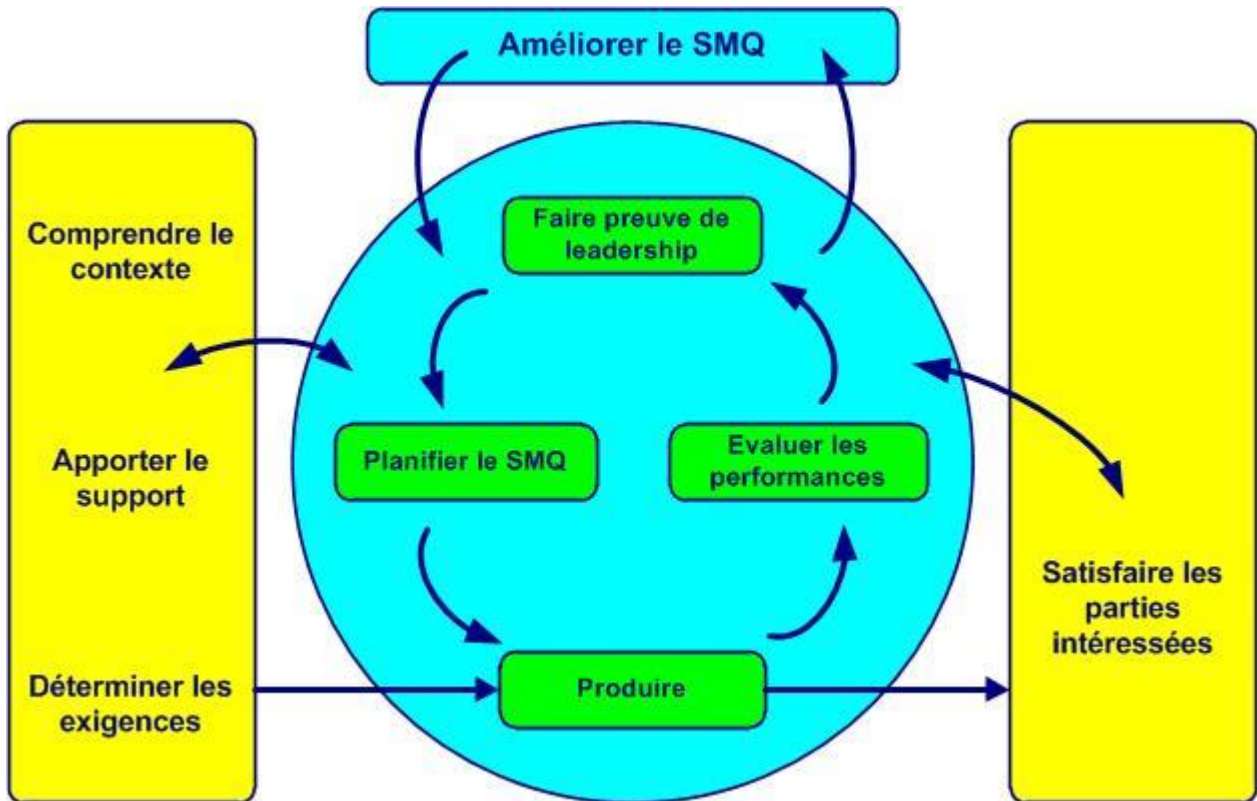 Améliorer le SMQ
Comprendre le
contexte
Apporter le
support
Déterminer les
exigences
Faire preuve de
leadership
Planifier le SMQ
Evaluer les
performances
Produire
Satisfaire les
parties
intéressées